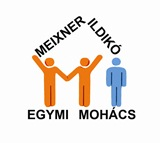 MEIXNER ILDIKÓ
EGYMI MOHÁCS